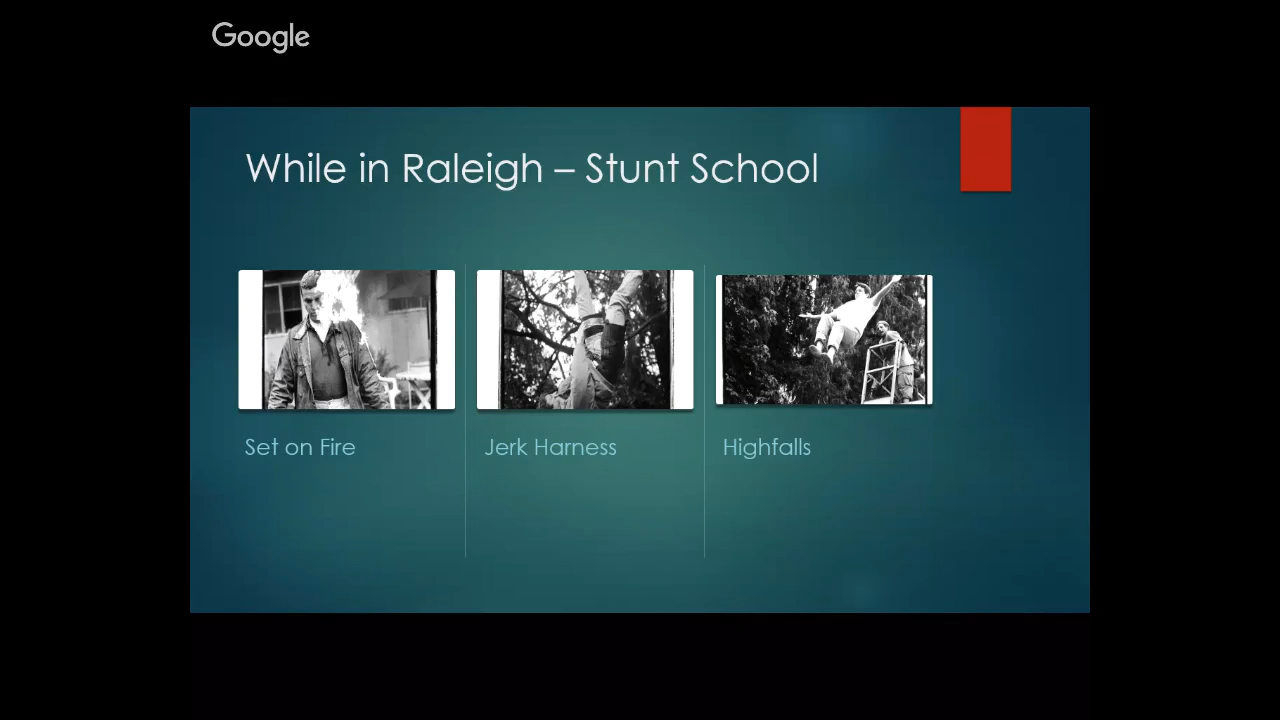 Google
While in Raleigh – Stunt School
Set on Fire
Jerk Harness
Highfalls